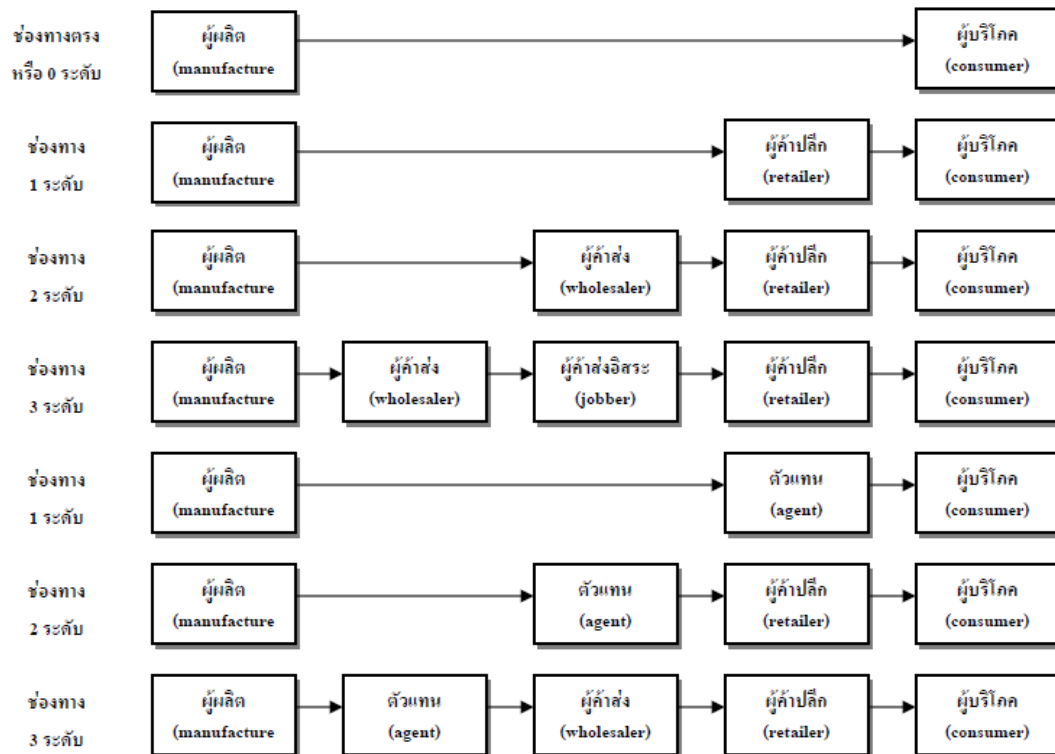 ช่องทางตรง
หรือ 0 ระดับ
ผู้ผลิต
(manufacture
ผู้บริโภค
(consumer)
ช่องทาง
1 ระดับ
ผู้ผลิต
(manufacture
ผู้ค้าปลีก
(retailer)
ผู้บริโภค
(consumer)
ช่องทาง
2 ระดับ
ผู้ผลิต
(manufacture
ผู้ค้าส่ง
(wholesaler)
ผู้ค้าปลีก
(retailer)
ผู้บริโภค
(consumer)
ช่องทาง
3 ระดับ
ผู้ผลิต
(manufacture
ผู้ค้าส่ง
(wholesaler)
ผู้ค้าส่งอิสระ
(jobber)
ผู้ค้าปลีก
(retailer)
ผู้บริโภค
(consumer)
ช่องทาง
1 ระดับ
ผู้ผลิต
(manufacture
ตัวแทน
(agent)
ผู้บริโภค
(consumer)
ช่องทาง
2 ระดับ
ผู้ผลิต
(manufacture
ตัวแทน
(agent)
ผู้ค้าปลีก
(retailer)
ผู้บริโภค
(consumer)
ช่องทาง
3 ระดับ
ผู้ผลิต
(manufacture
ตัวแทน
(agent)
ผู้ค้าส่ง
(wholesaler)
ผู้ค้าปลีก
(retailer)
ผู้บริโภค
(consumer)